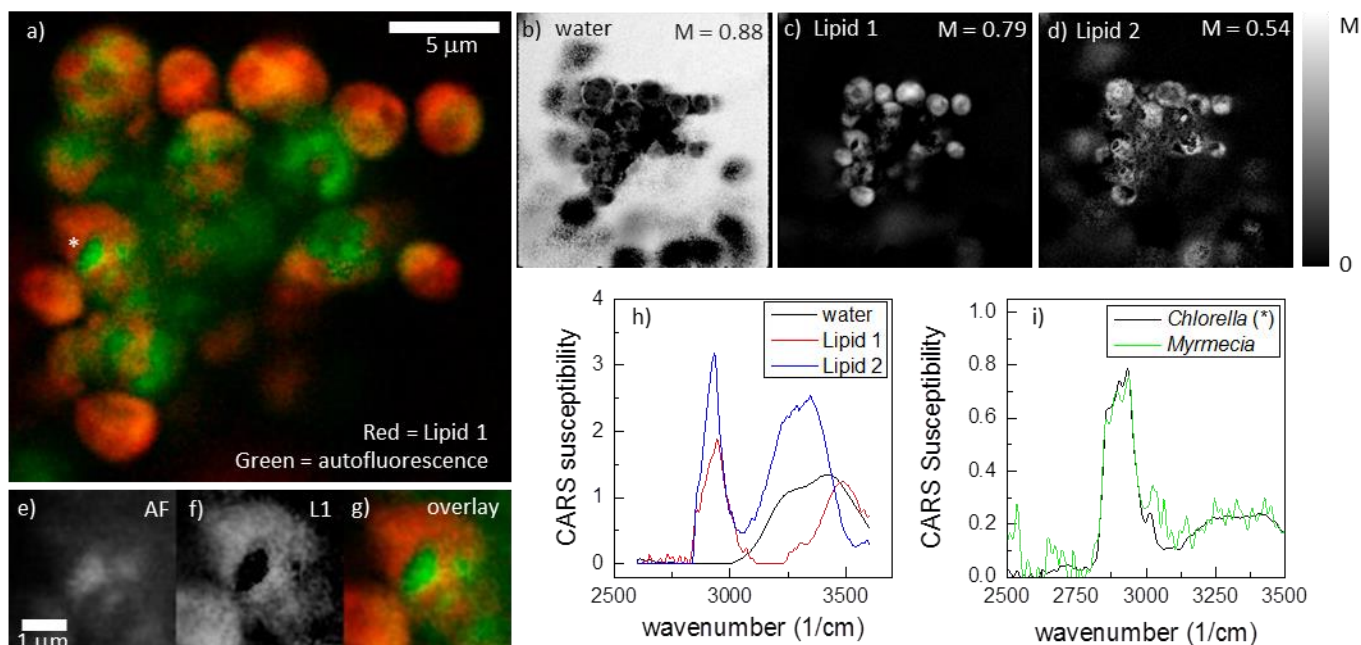 a)
5 μm
*
Red = Lipid 1
Green = autofluorescence
b) water
M = 0.88
c) Lipid 1
M = 0.79
d) Lipid 2
M = 0.54
M
0
e)
AF
1 μm
f)
L1
g)
overlay
h)
water
Lipid 1
Lipid 2
4
3
2
1
0
CARS susceptibility
2500
3000
3500
wavenumber (1/cm)
i)
Chlorella (*)
Myrmecia
1.0
0.8
0.6
0.4
0.2
0.0
CARS Susceptibility
2500
2750
3000
3250
3500
wavenumber (1/cm)